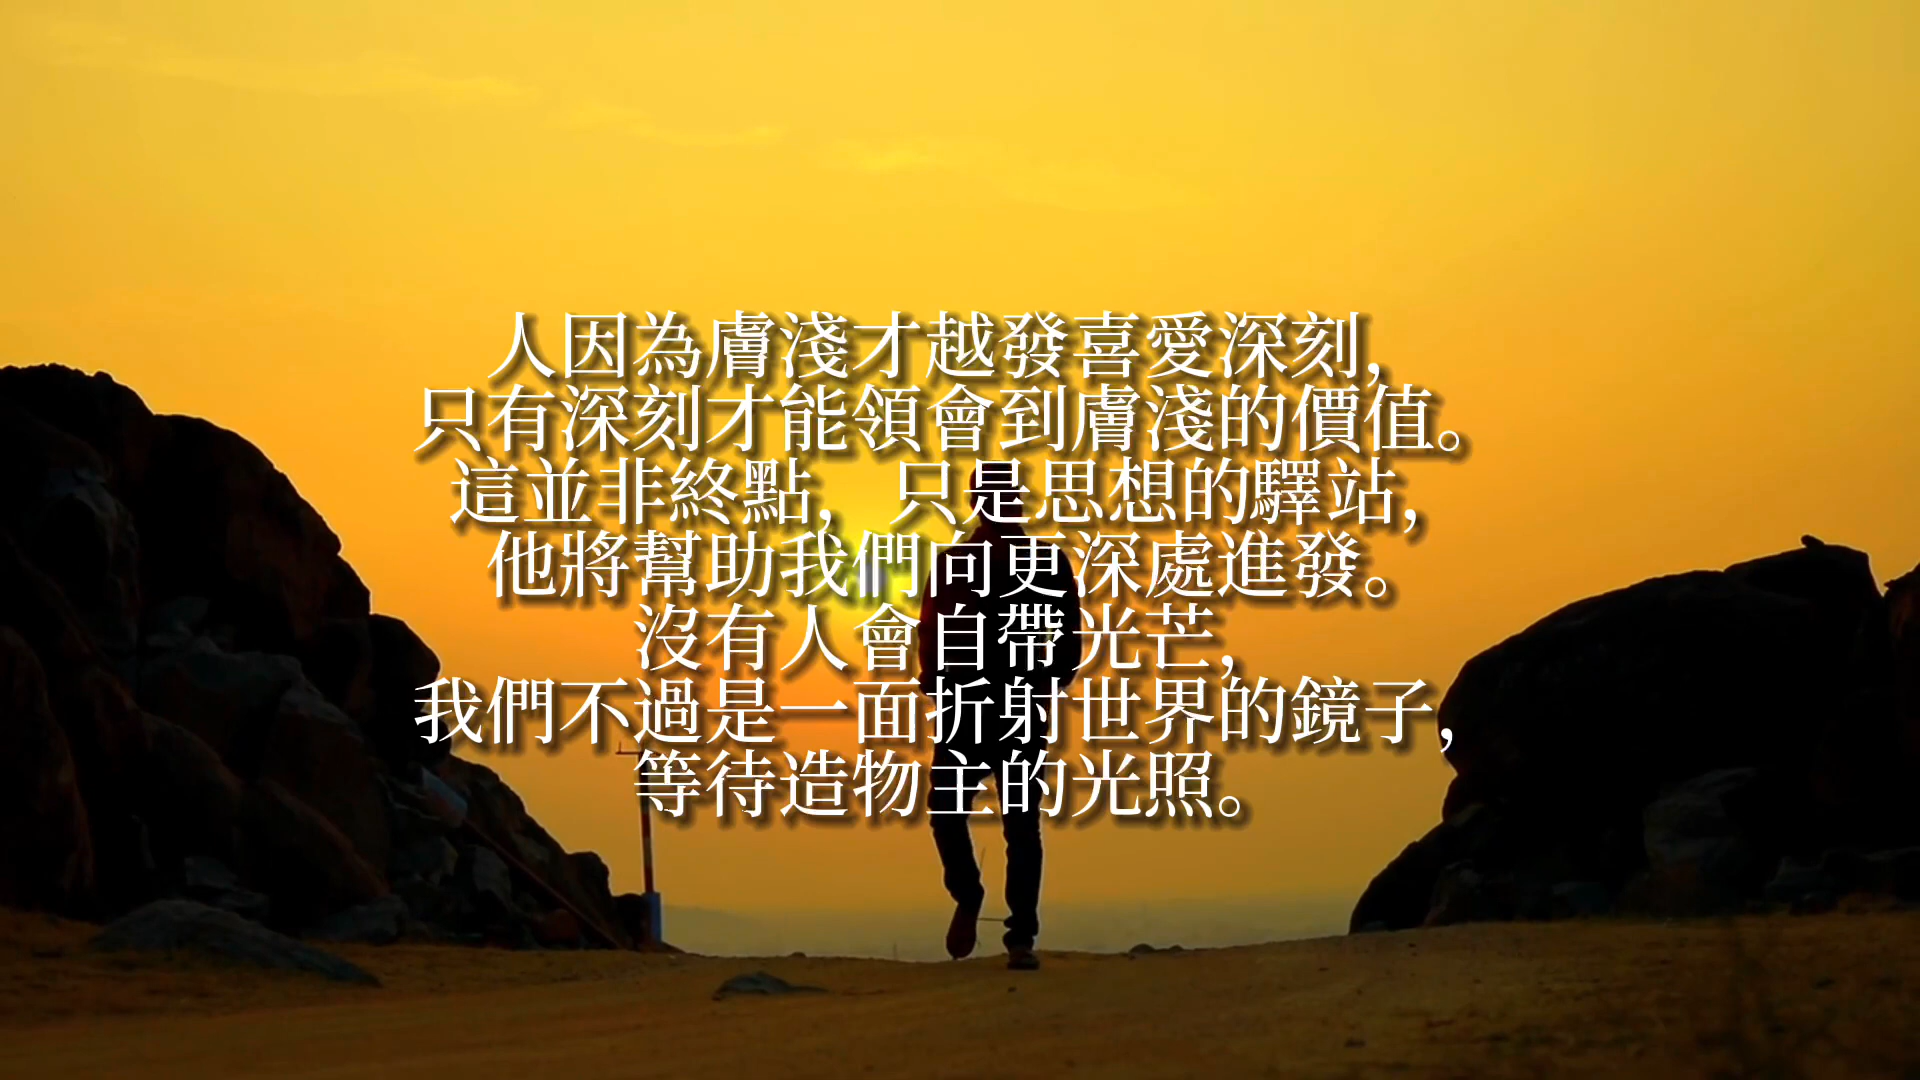 人因為膚淺才越發喜愛深刻，
只有深刻才能領會到膚淺的價值。
這並非終點，只是思想的驛站，
他將幫助我們向更深處進發。
沒有人會自帶光芒，
我們不過是一面折射世界的鏡子，
等待造物主的光照。